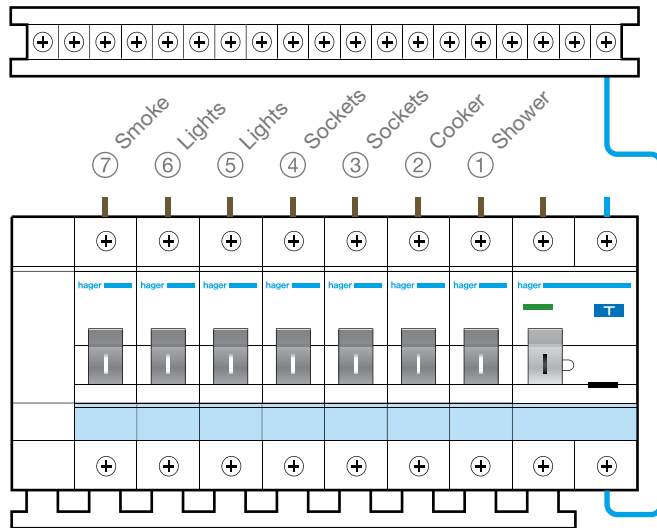 Smoke
Lights
Lights
Sockets
Sockets
Cooker
Shower
7 6 5 4 3 2 1
hager hager hager hager hager hager hager hager
T
I I I I I I I I